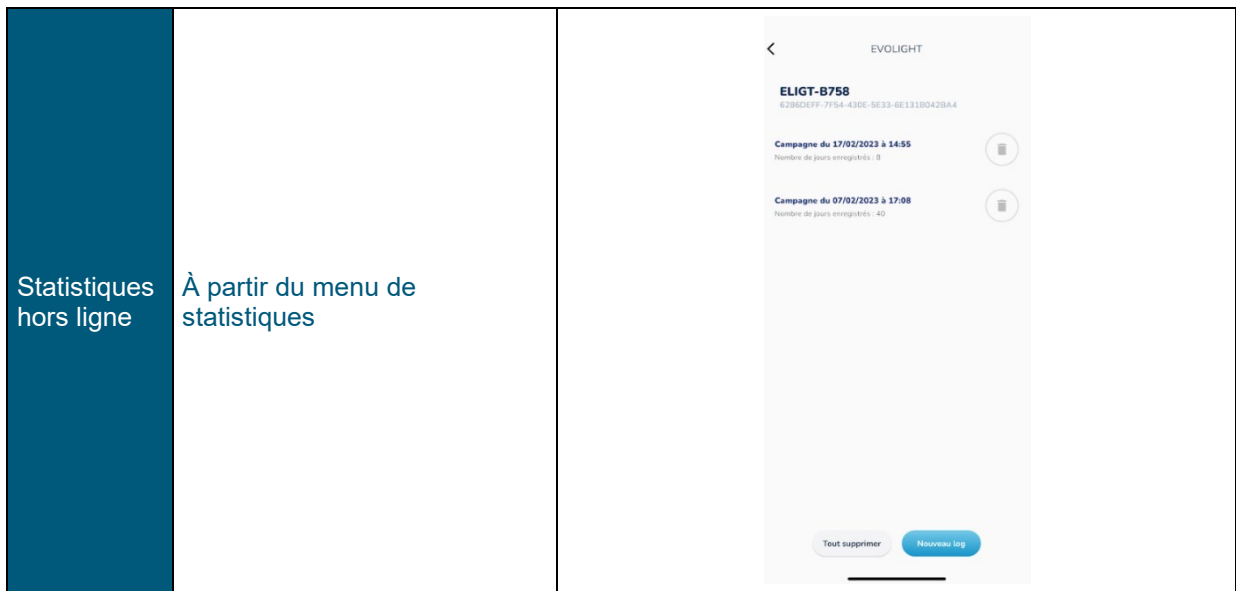 Statistiques
hors ligne
À partir du menu de
statistiques
EVOLIGHT
ELIGT-B758
6286DEFF-7F54-430E-5E33-6E131B042BA4
Campagne du 17/02/2023 à 14:55
Nombre de jours enregistrés : 8
Campagne du 07/02/2023 à 17:08
Nombre de jours enregistrés : 40
Tout supprimer
Nouveau log